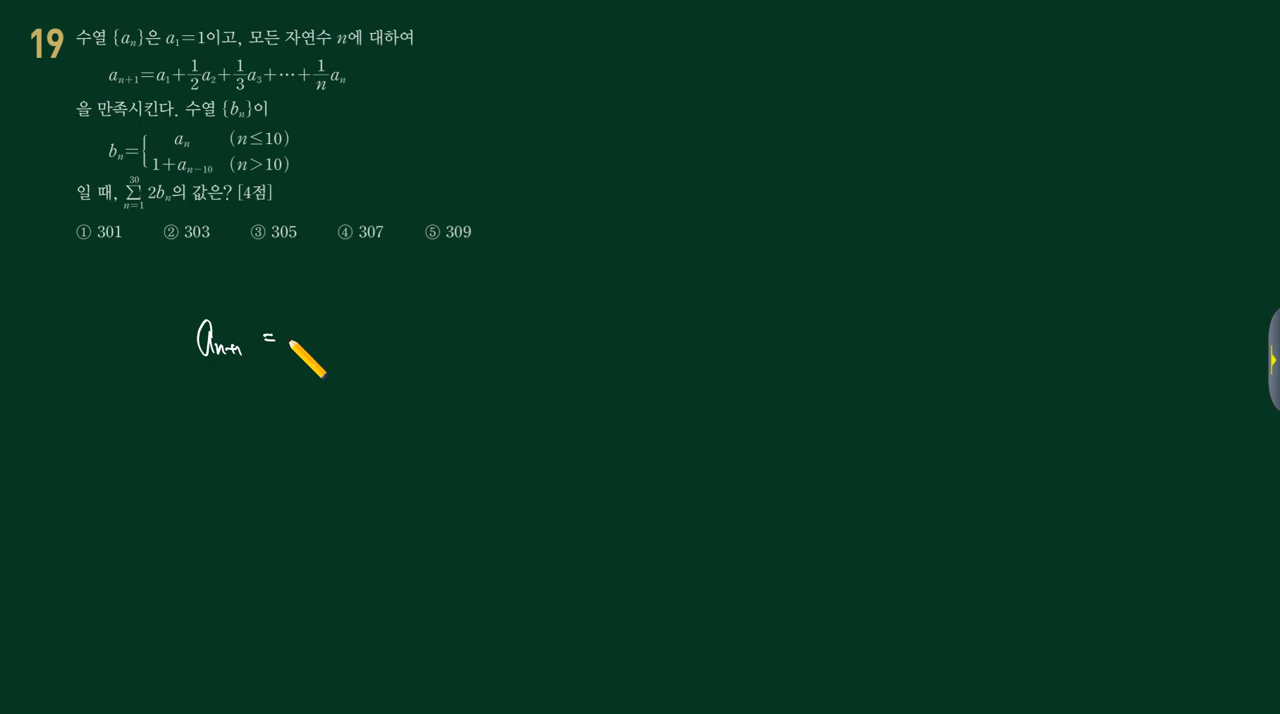 19 수열 {aₙ}은 a₁=1이고, 모든 자연수 n에 대하여
aₙ₊₁=a₁+1/2a₂+1/3a₃+⋯+1/naₙ
을 만족시킨다. 수열 {bₙ}이
bₙ={ aₙ (n≤10)
1+aₙ₋₁₀ (n>10)
일 때, ∑ₙ₌₁³⁰ 2bₙ의 값은? [4점]
① 301 ② 303 ③ 305 ④ 307 ⑤ 309
aₙ₊₁ =